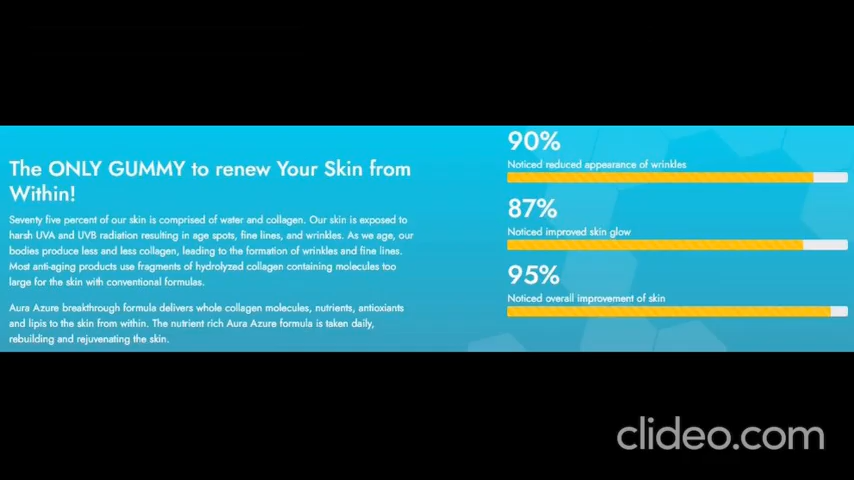 The ONLY GUMMY to renew Your Skin from
Within!
Seventy five percent of our skin is comprised of water and collagen. Our skin is exposed to
harsh UVA and UVB radiation resulting in age spots, fine lines, and wrinkles. As we age, our
bodies produce less and less collagen, leading to the formation of wrinkles and fine lines.
Most anti-aging products use fragments of hydrolyzed collagen containing molecules too
large for the skin with conventional formulas.
Aura Azure breakthrough formula delivers whole collagen molecules, nutrients, antioxiants
and lipis to the skin from within. The nutrient rich Aura Azure formula is taken daily,
rebuilding and rejuvenating the skin.
90%
Noticed reduced appearance of wrinkles
87%
Noticed improved skin glow
95%
Noticed overall improvement of skin
clideo.com